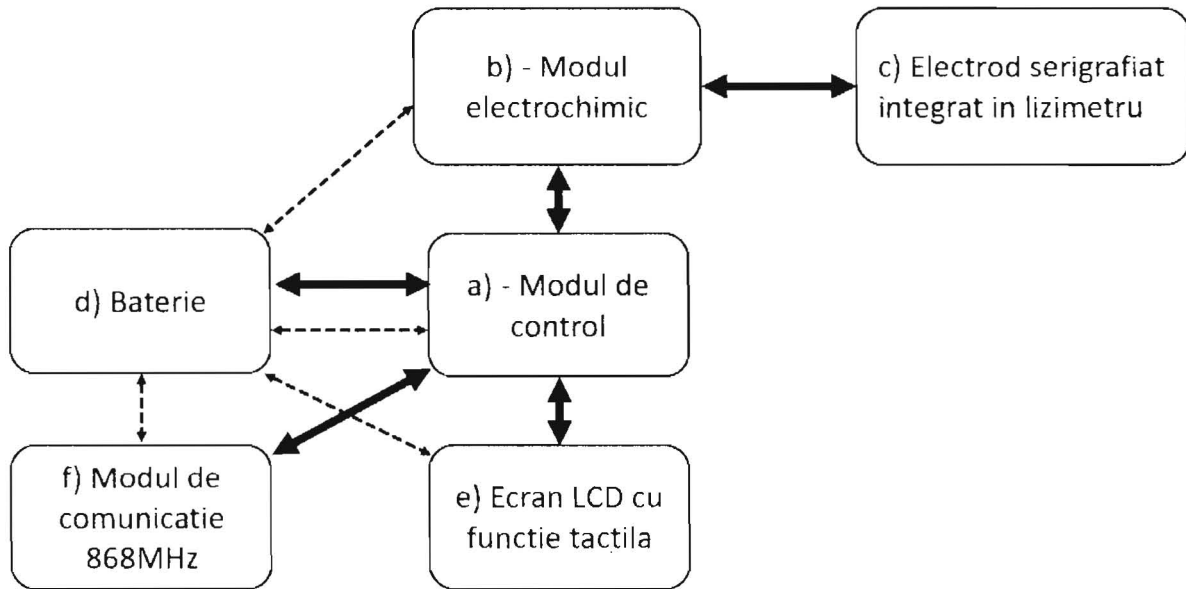 b) - Modul
electrochimic
c) Electrod serigrafiat
integrat in lizimetru
d) Baterie
a) - Modul de
control
f) Modul de
comunicatie
868MHz
e) Ecran LCD cu
functie tactila